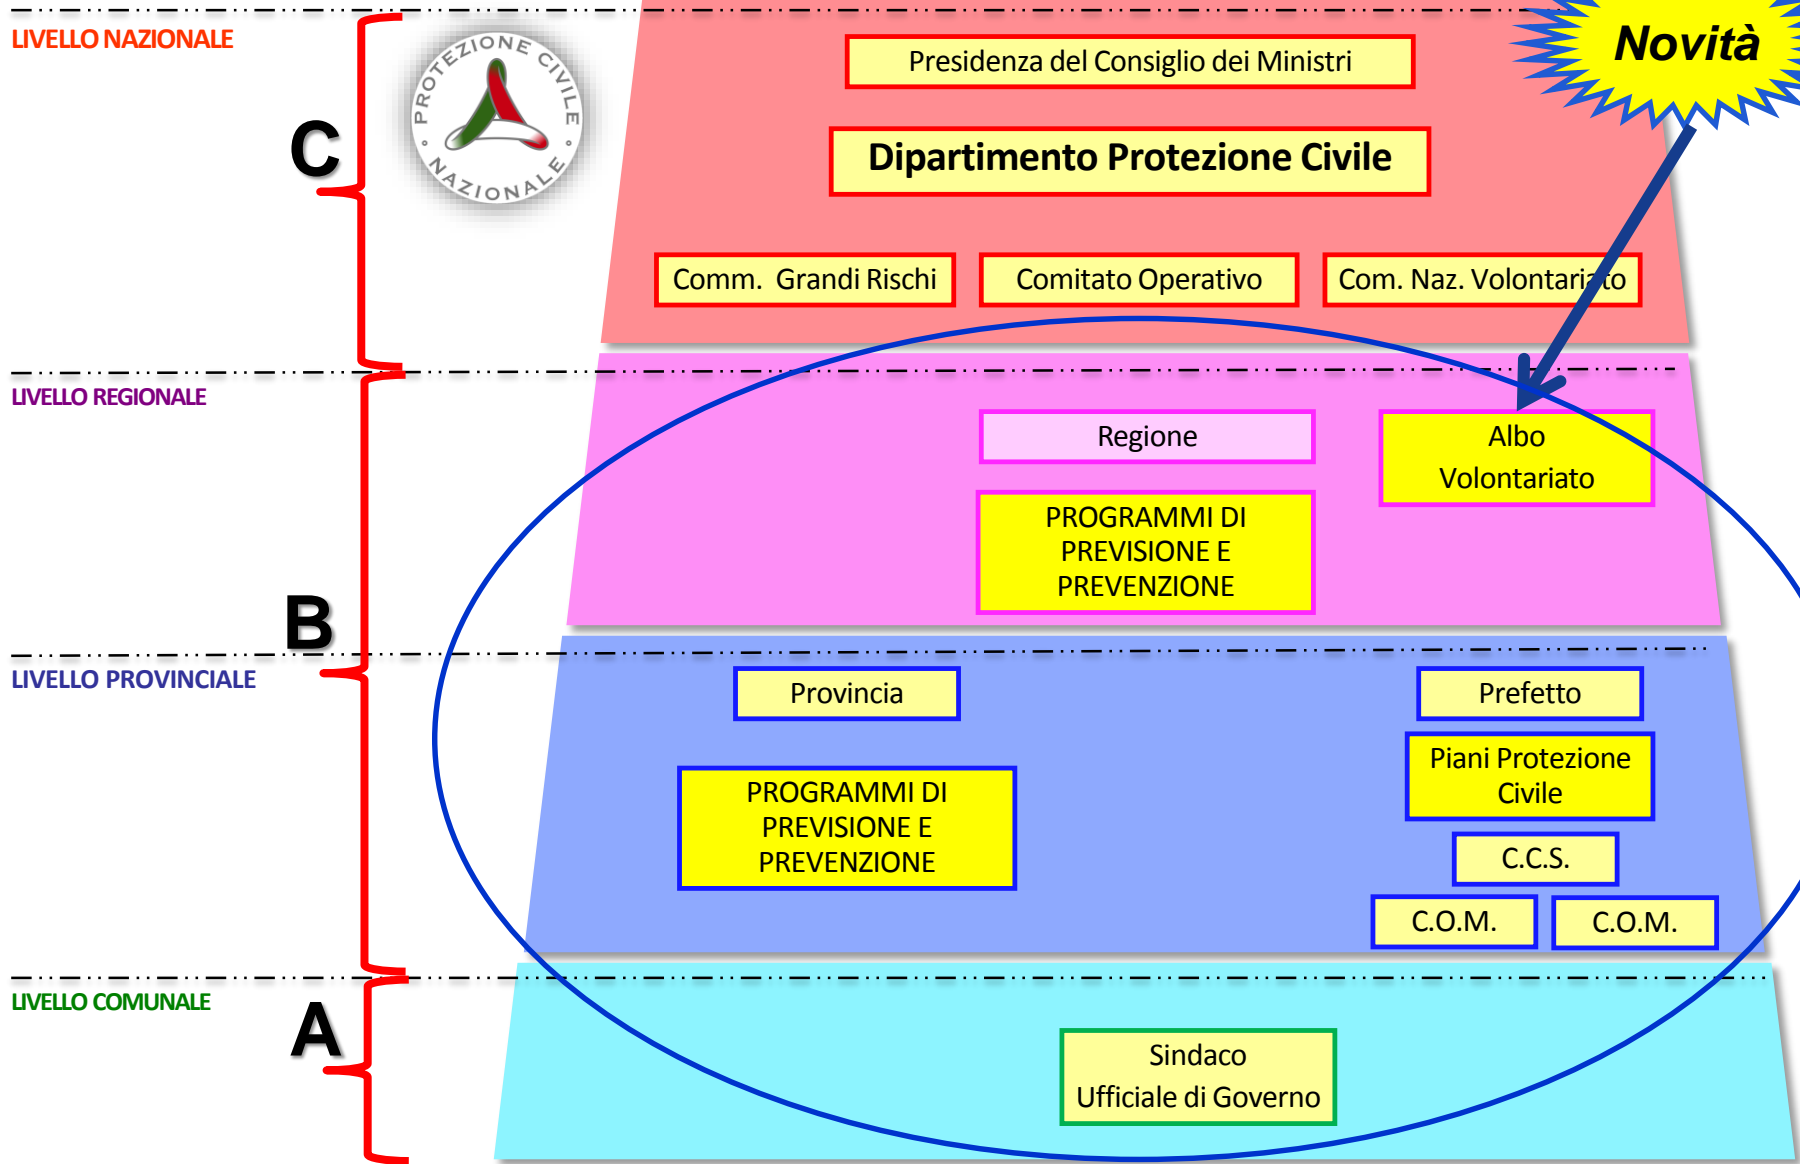 LIVELLO NAZIONALE
Novità
PROTEZIONE CIVILE
NAZIONALE
Presidenza del Consiglio dei Ministri
C
Dipartimento Protezione Civile
Comm. Grandi Rischi
Comitato Operativo
Com. Naz. Volontariato
LIVELLO REGIONALE
Regione
Albo
Volontariato
PROGRAMMI DI
PREVISIONE E
PREVENZIONE
B
LIVELLO PROVINCIALE
Provincia
Prefetto
Piani Protezione
Civile
PROGRAMMI DI
PREVISIONE E
PREVENZIONE
C.C.S.
C.O.M.
C.O.M.
LIVELLO COMUNALE
A
Sindaco
Ufficiale di Governo